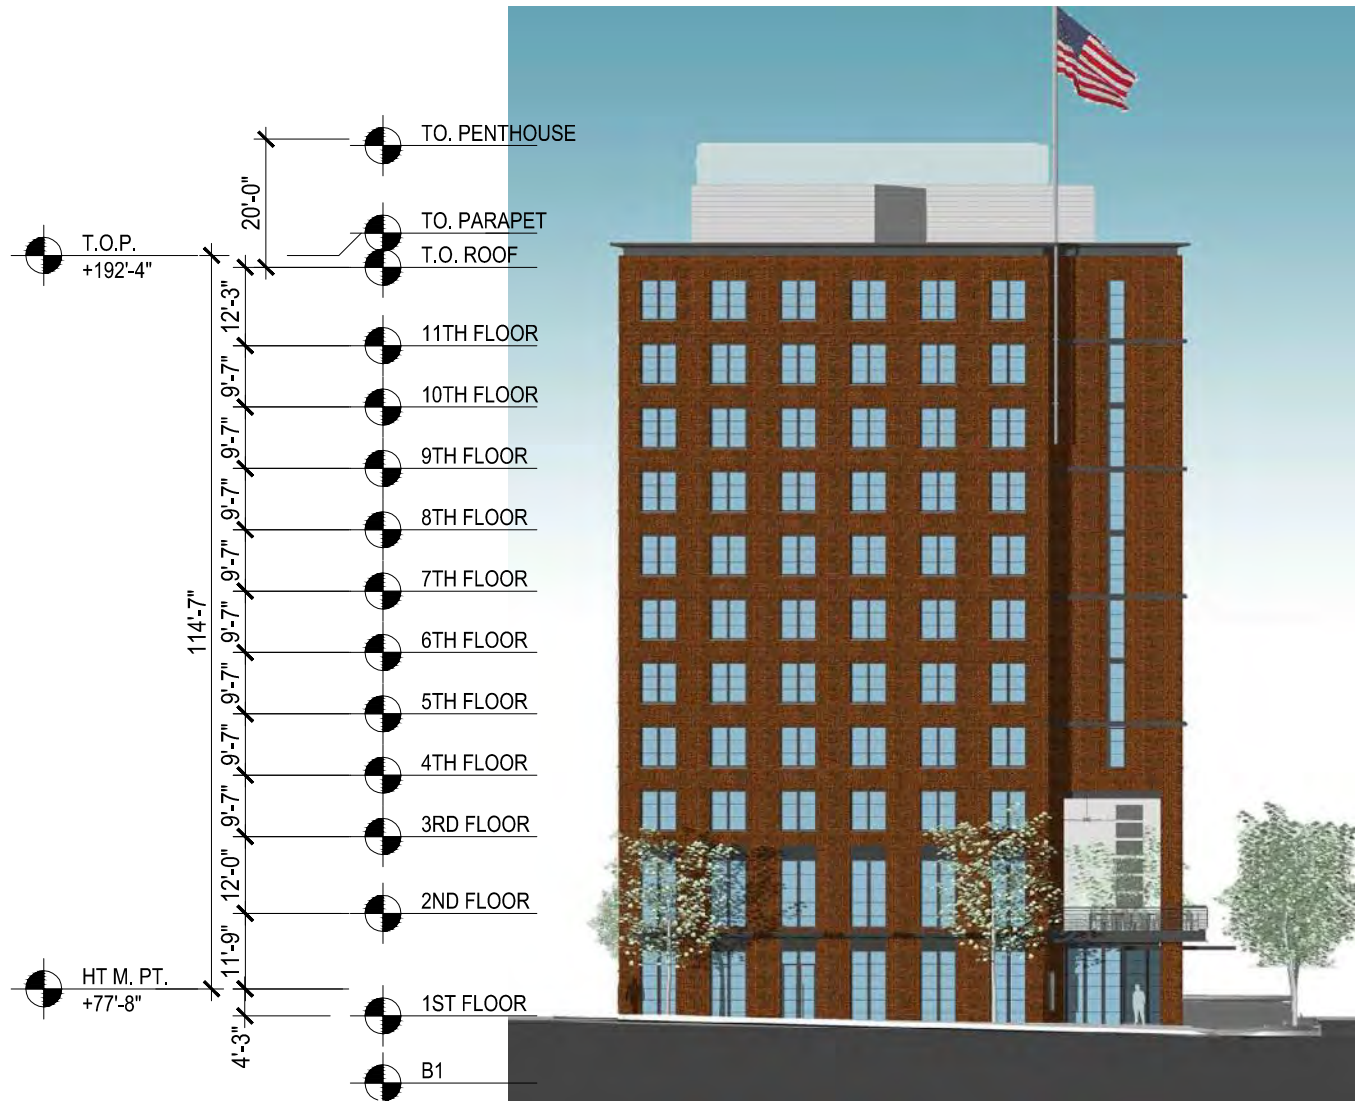 TO. PENTHOUSE
20'-0"
TO. PARAPET
T.O.P.
+192'-4"
T.O. ROOF
12'-3"
11TH FLOOR
9'-7"
10TH FLOOR
9'-7"
9TH FLOOR
9'-7"
8TH FLOOR
9'-7"
7TH FLOOR
114'-7"
9'-7"
6TH FLOOR
9'-7"
5TH FLOOR
9'-7"
4TH FLOOR
9'-7"
3RD FLOOR
12'-0"
2ND FLOOR
11'-9"
HT M. PT.
+77'-8"
1ST FLOOR
4'-3"
B1